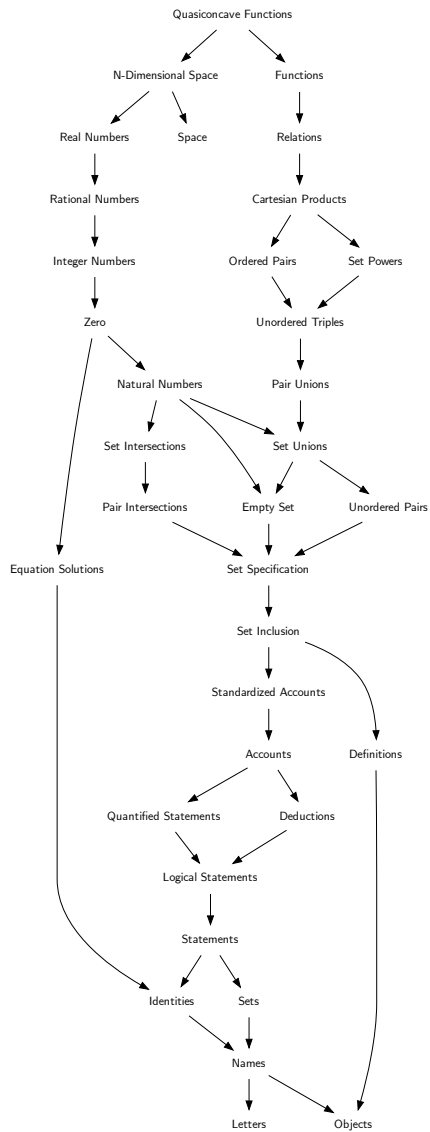 Quasiconcave Functions
N-Dimensional Space
Functions
Real Numbers
Space
Relations
Rational Numbers
Cartesian Products
Integer Numbers
Ordered Pairs
Set Powers
Zero
Unordered Triples
Natural Numbers
Pair Unions
Set Intersections
Set Unions
Pair Intersections
Empty Set
Unordered Pairs
Equation Solutions
Set Specification
Set Inclusion
Standardized Accounts
Accounts
Definitions
Quantified Statements
Deductions
Logical Statements
Statements
Identities
Sets
Names
Letters
Objects